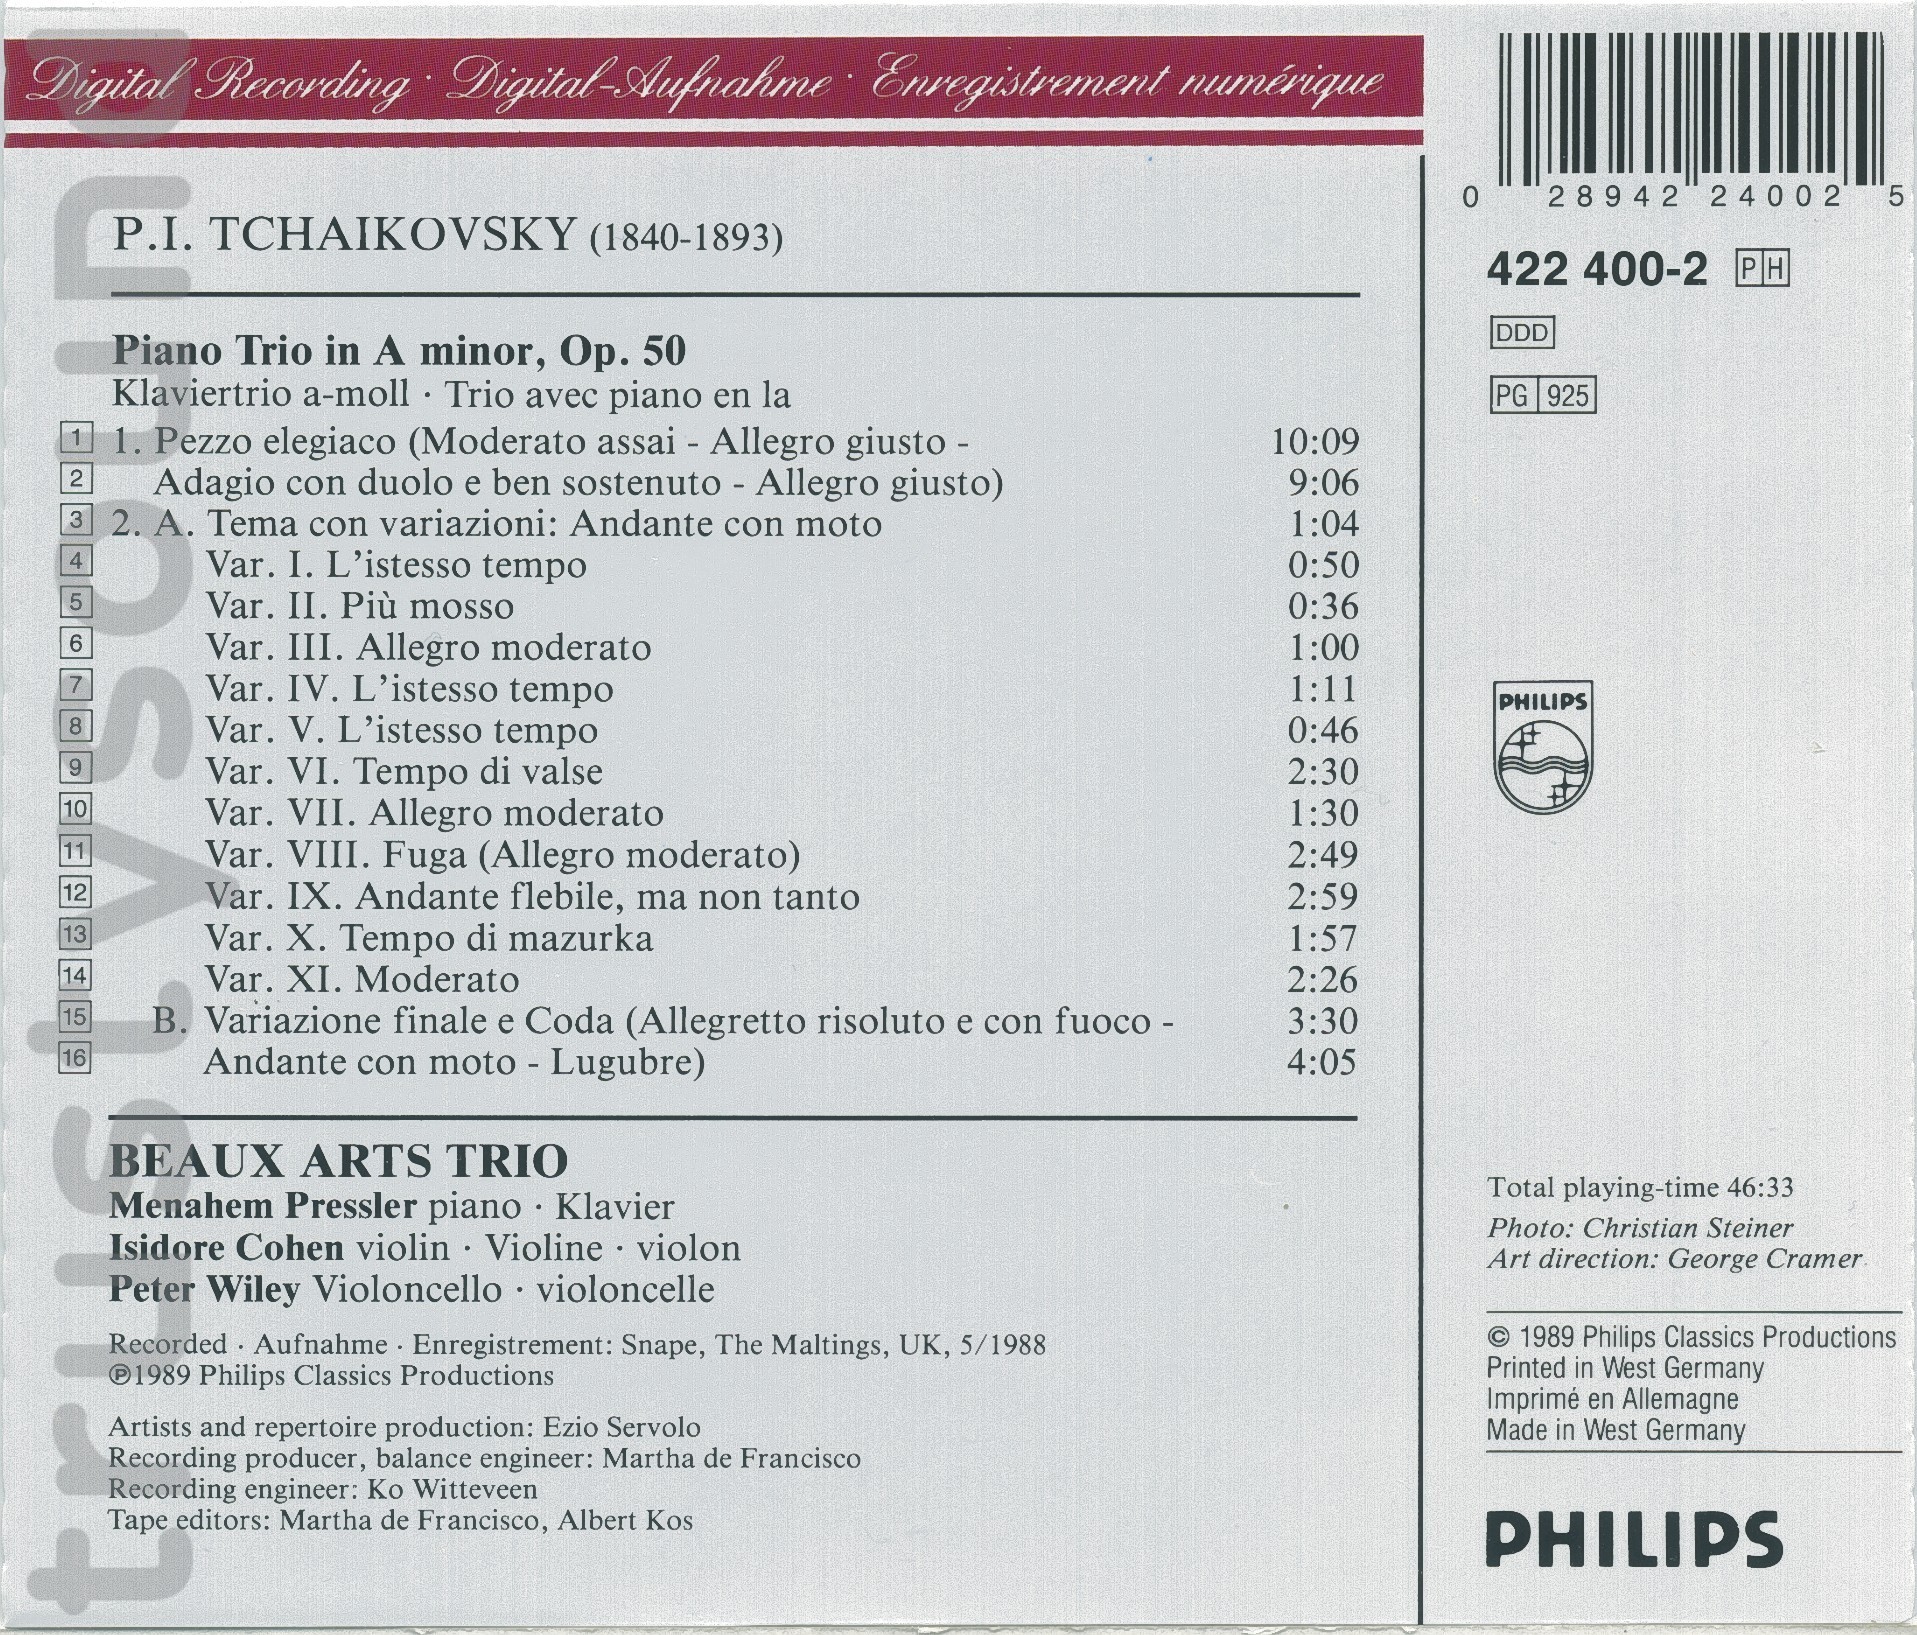 Digital Recording · Digital-Aufnahme · Enregistrement numérique
P.I. TCHAIKOVSKY (1840-1893)
Piano Trio in A minor, Op. 50
Klaviertrio a-moll · Trio avec piano en la
1 1. Pezzo elegiaco (Moderato assai - Allegro giusto - 10:09
2 Adagio con duolo e ben sostenuto - Allegro giusto) 9:06
3 2. A. Tema con variazioni: Andante con moto 1:04
4 Var. I. L'istesso tempo 0:50
5 Var. II. Più mosso 0:36
6 Var. III. Allegro moderato 1:00
7 Var. IV. L'istesso tempo 1:11
8 Var. V. L'istesso tempo 0:46
9 Var. VI. Tempo di valse 2:30
10 Var. VII. Allegro moderato 1:30
11 Var. VIII. Fuga (Allegro moderato) 2:49
12 Var. IX. Andante flebile, ma non tanto 2:59
13 Var. X. Tempo di mazurka 1:57
14 Var. XI. Moderato 2:26
15 B. Variazione finale e Coda (Allegretto risoluto e con fuoco - 3:30
16 Andante con moto - Lugubre) 4:05
BEAUX ARTS TRIO
Menahem Pressler piano · Klavier
Isidore Cohen violin · Violine · violon
Peter Wiley Violoncello · violoncelle
Recorded · Aufnahme · Enregistrement: Snape, The Maltings, UK, 5/1988
℗1989 Philips Classics Productions
Artists and repertoire production: Ezio Servolo
Recording producer, balance engineer: Martha de Francisco
Recording engineer: Ko Witteveen
Tape editors: Martha de Francisco, Albert Kos
0 28942 24002 5
422 400-2 PH
DDD
PG 925
PHILIPS
Total playing-time 46:33
Photo: Christian Steiner
Art direction: George Cramer
© 1989 Philips Classics Productions
Printed in West Germany
Imprimé en Allemagne
Made in West Germany
PHILIPS
trustysound